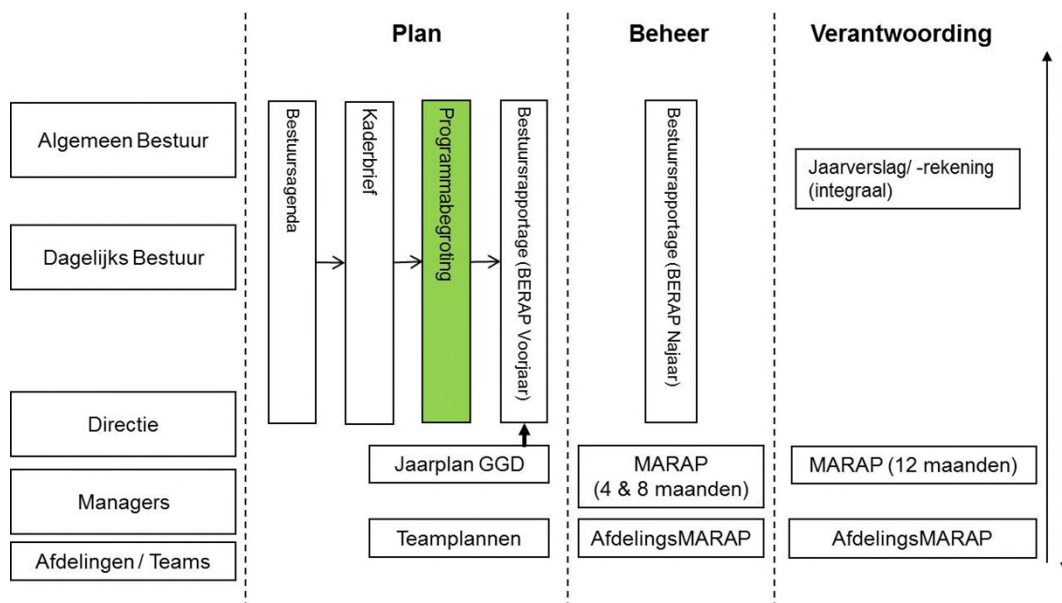 Plan
Beheer
Verantwoording
Algemeen Bestuur
Dagelijks Bestuur
Directie
Managers
Afdelingen / Teams
Bestuursagenda
Kaderbrief
Programmabegroting
Bestuursrapportage (BERAP Voorjaar)
Jaarplan GGD
Teamplannen
Bestuursrapportage (BERAP Najaar)
MARAP
(4 & 8 maanden)
AfdelingsMARAP
Jaarverslag/ -rekening
(integraal)
MARAP (12 maanden)
AfdelingsMARAP